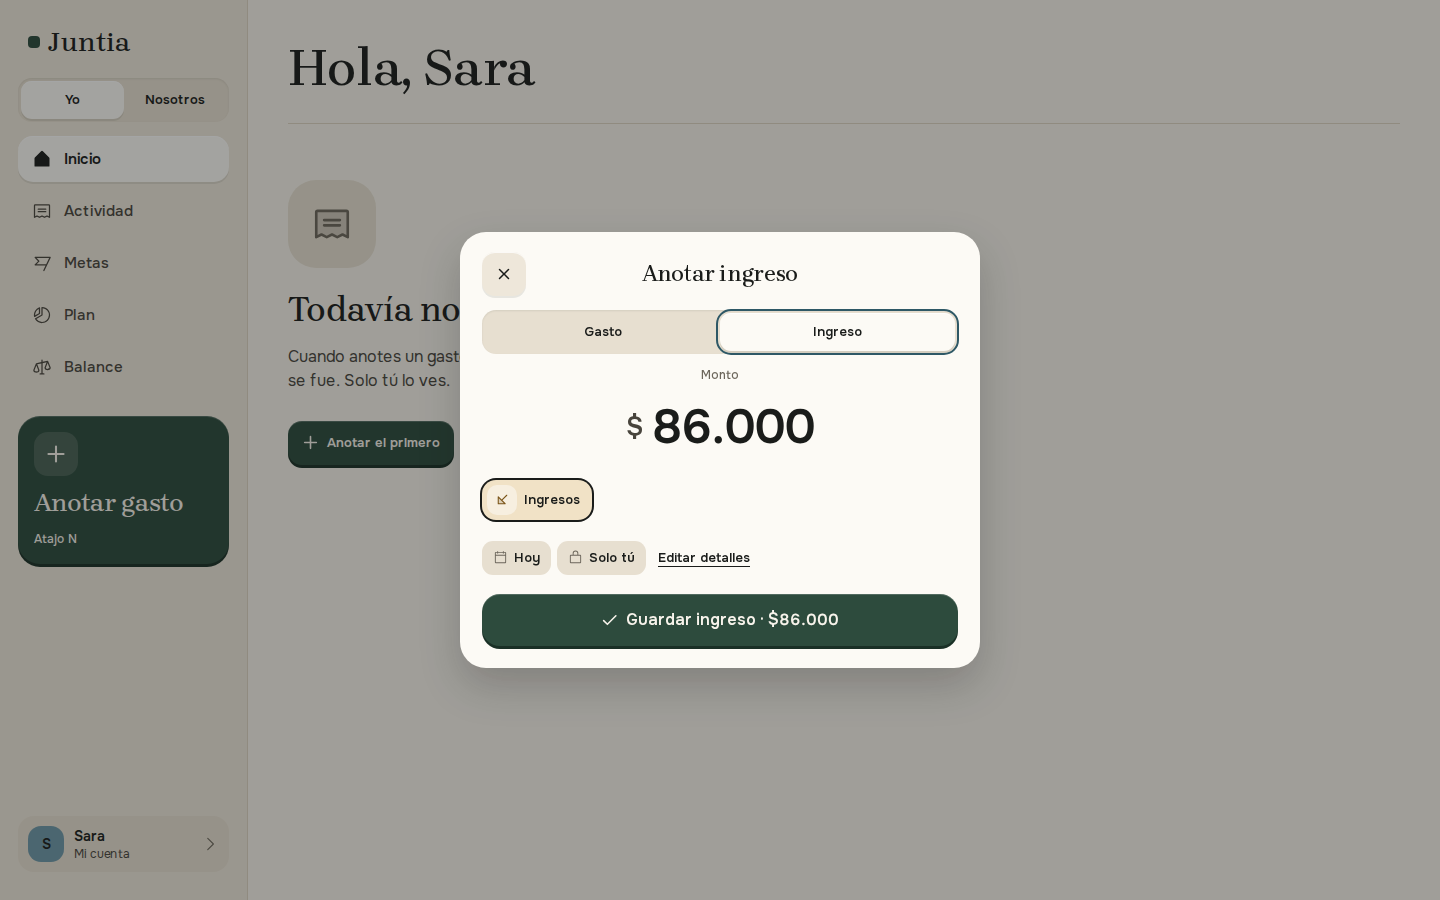 Juntia
Yo
Nosotros
Inicio
Actividad
Metas
Plan
Balance
Anotar gasto
Atajo N
S
Sara
Mi cuenta
Hola, Sara
Todavía no
Cuando anotes un gast
se fue. Solo tú lo ves.
Anotar el primero
Anotar ingreso
Gasto
Ingreso
Monto
$ 86.000
Ingresos
Hoy
Solo tú
Editar detalles
Guardar ingreso · $86.000